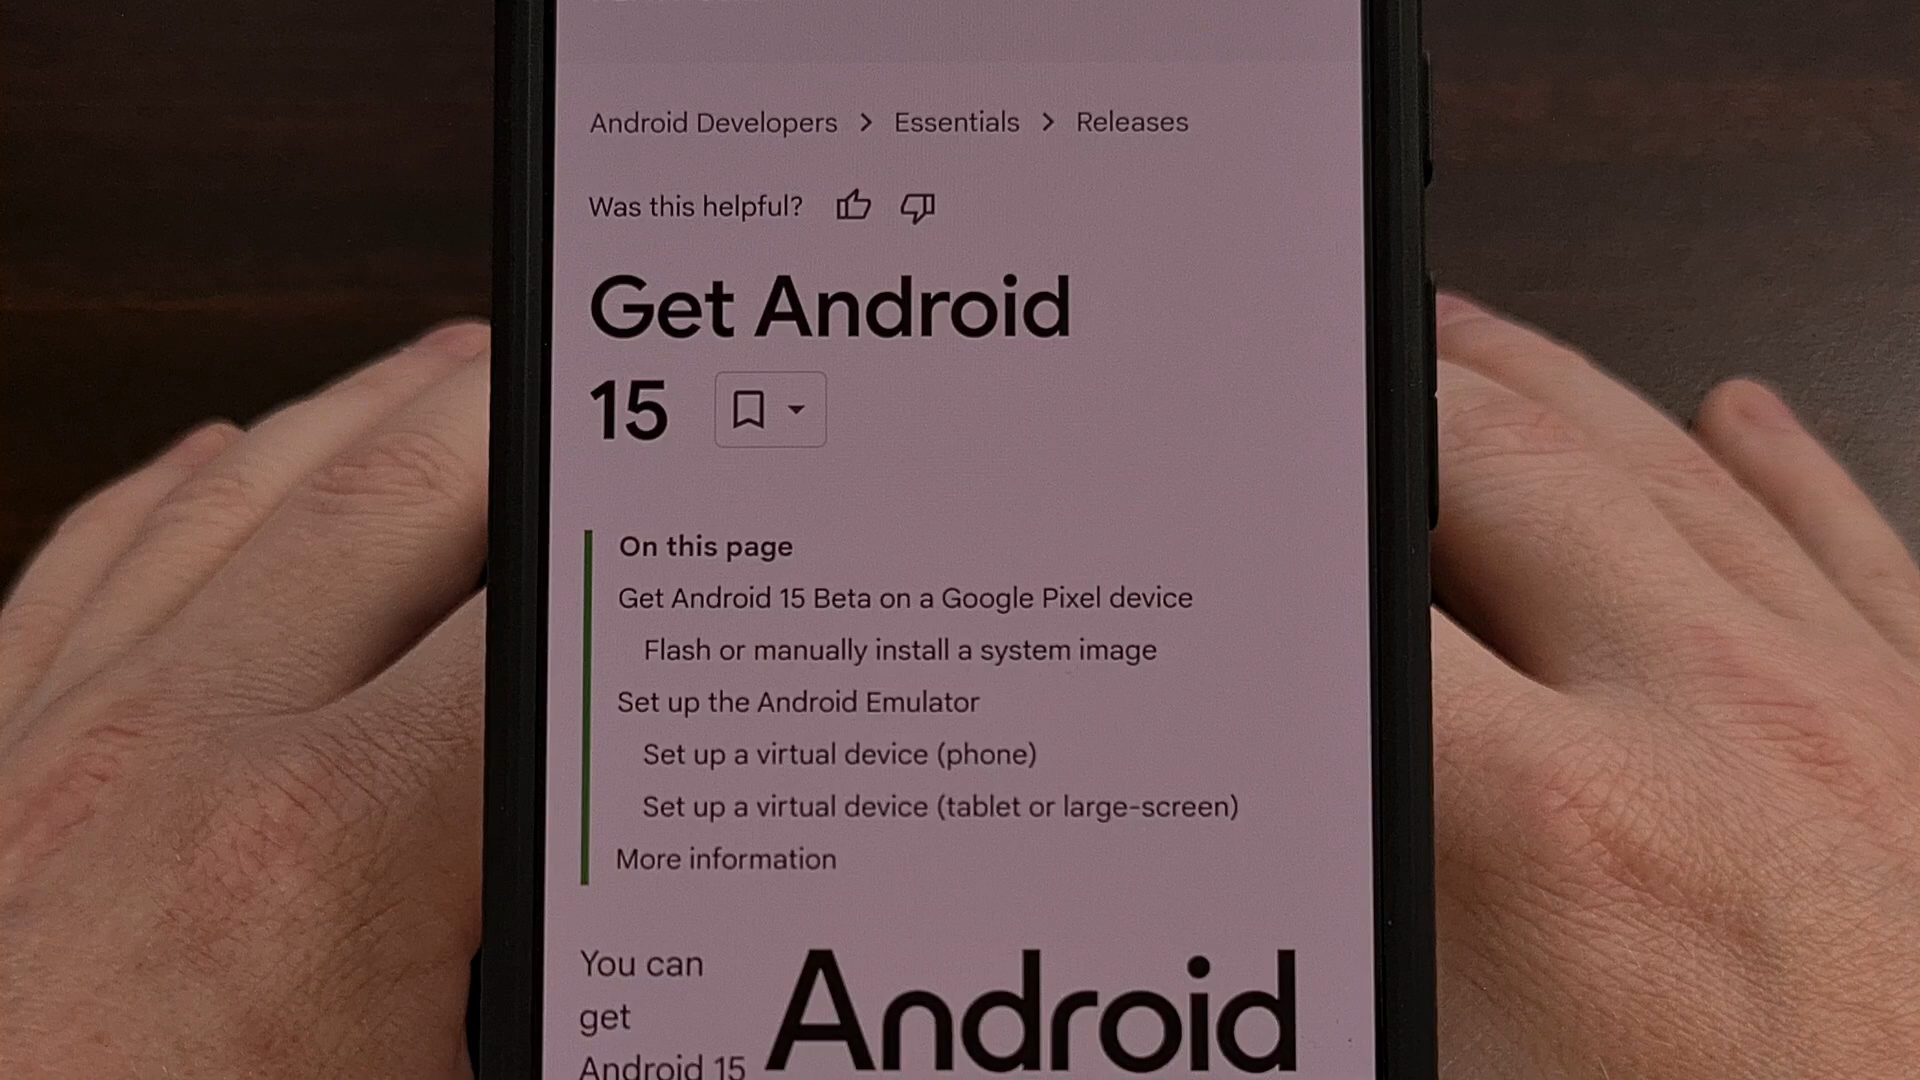 Android Developers > Essentials > Releases
Was this helpful?
Get Android
15
On this page
Get Android 15 Beta on a Google Pixel device
Flash or manually install a system image
Set up the Android Emulator
Set up a virtual device (phone)
Set up a virtual device (tablet or large-screen)
More information
You can
get
Android 15
Android